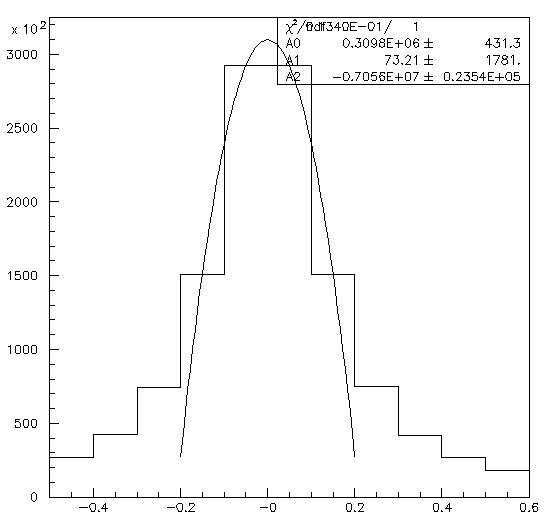 x 10²
χ²/ndf 340E-01/ 1
A0 0.3098E+06 ± 431.3
A1 73.21 ± 1781.
A2 −0.7056E+07 ± 0.2354E+05
3000
2500
2000
1500
1000
500
0
−0.4 −0.2 −0 0.2 0.4 0.6